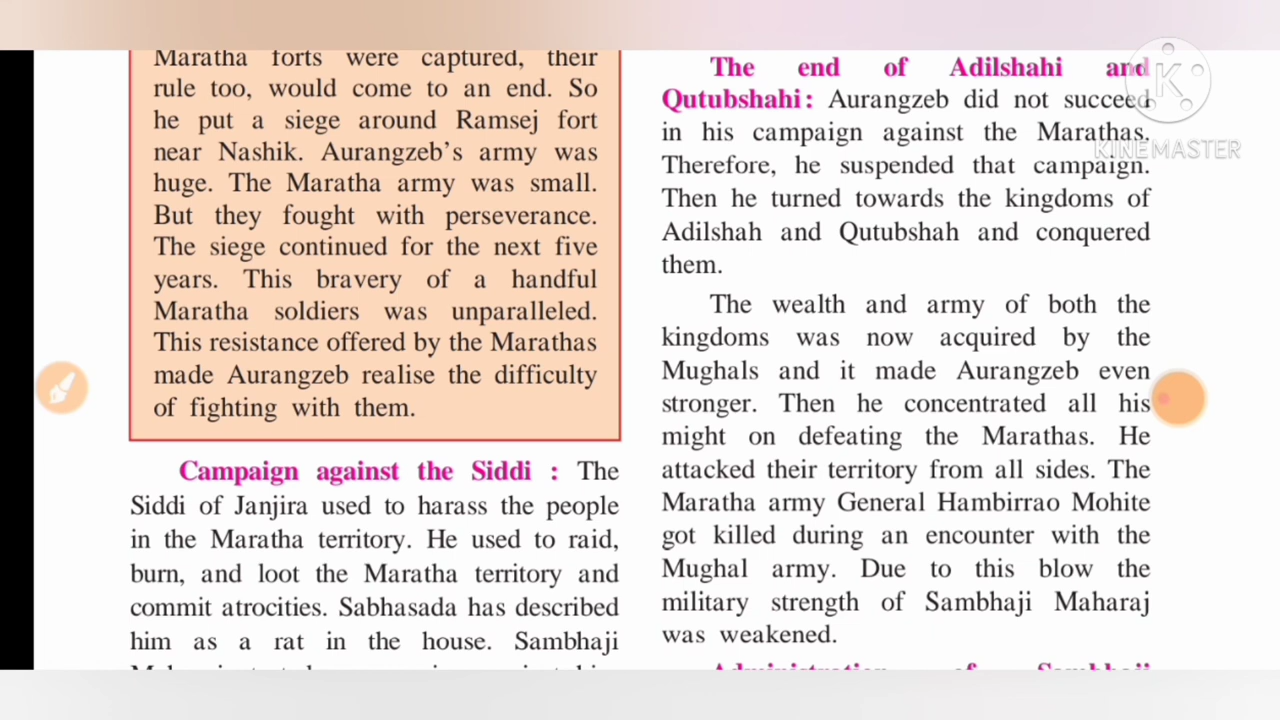 Maratha forts were captured, their
rule too, would come to an end. So
he put a siege around Ramsej fort
near Nashik. Aurangzeb's army was
huge. The Maratha army was small.
But they fought with perseverance.
The siege continued for the next five
years. This bravery of a handful
Maratha soldiers was unparalleled.
This resistance offered by the Marathas
made Aurangzeb realise the difficulty
of fighting with them.
Campaign against the Siddi : The
Siddi of Janjira used to harass the people
in the Maratha territory. He used to raid,
burn, and loot the Maratha territory and
commit atrocities. Sabhasada has described
him as a rat in the house. Sambhaji
The end of Adilshahi and
Qutubshahi : Aurangzeb did not succeed
in his campaign against the Marathas.
Therefore, he suspended that campaign.
Then he turned towards the kingdoms of
Adilshah and Qutubshah and conquered
them.
The wealth and army of both the
kingdoms was now acquired by the
Mughals and it made Aurangzeb even
stronger. Then he concentrated all his
might on defeating the Marathas. He
attacked their territory from all sides. The
Maratha army General Hambirrao Mohite
got killed during an encounter with the
Mughal army. Due to this blow the
military strength of Sambhaji Maharaj
was weakened.
Administration of Sambhaji
K
KINEMASTER